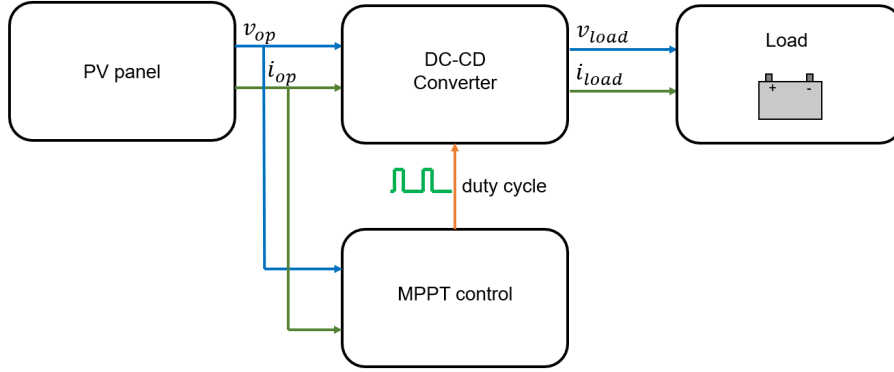 PV panel
v_op
i_op
DC-CD
Converter
v_load
i_load
Load
+ -
duty cycle
MPPT control